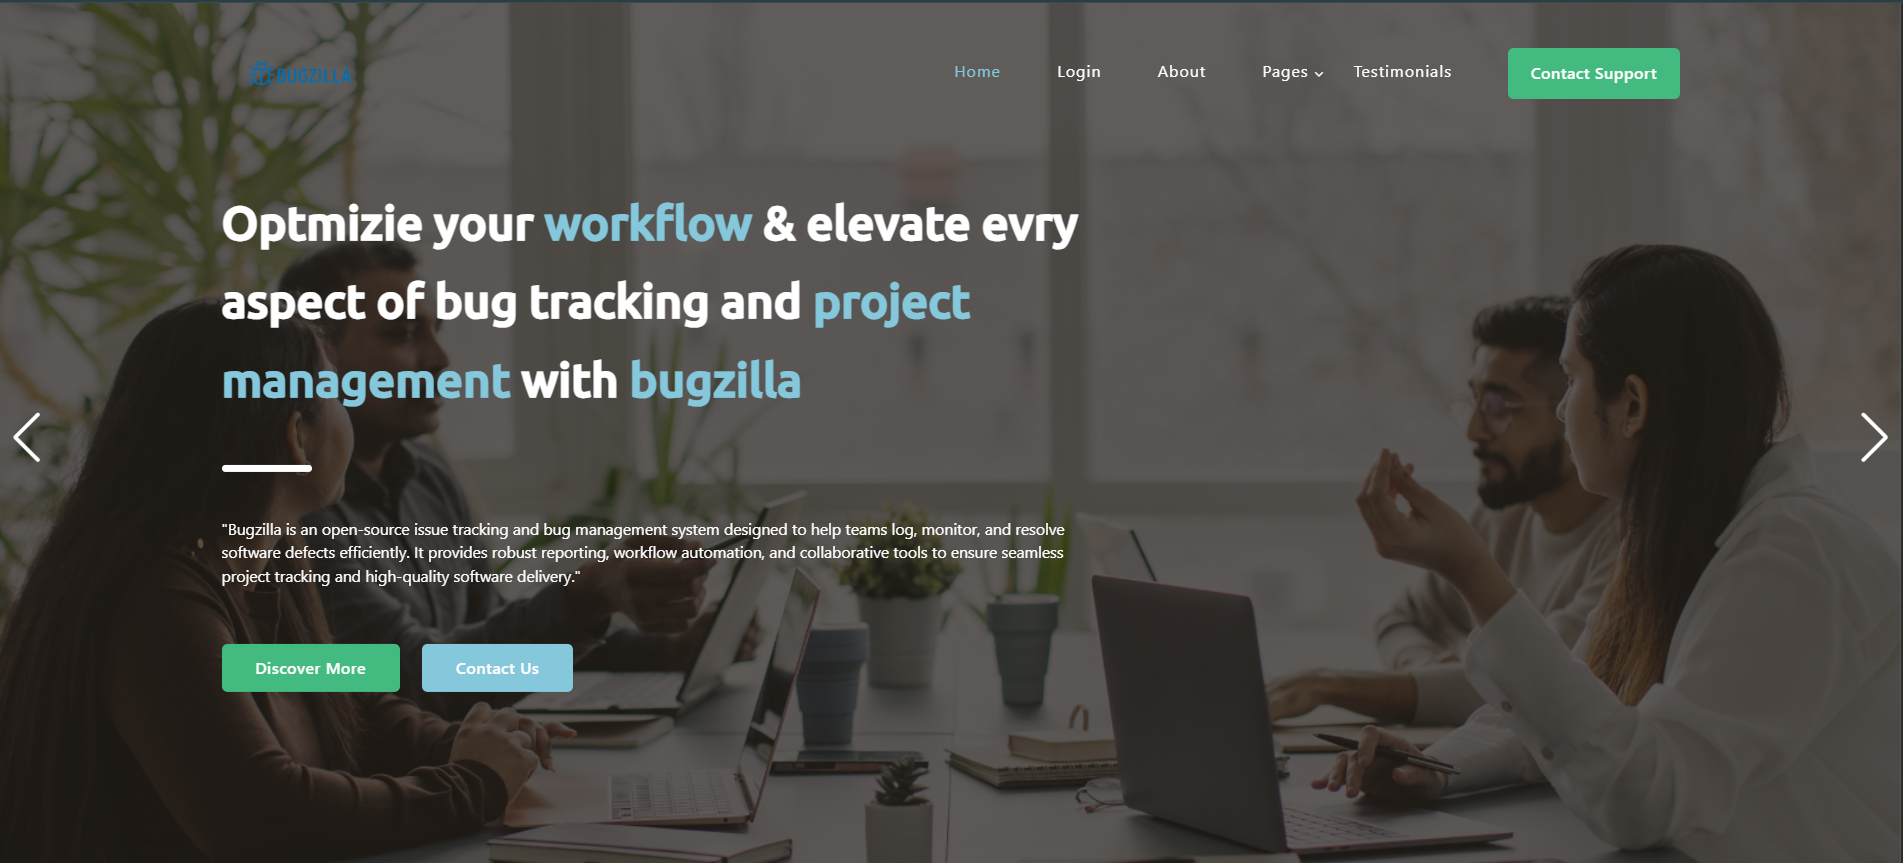 BUGZILLA
Home
Login
About
Pages
Testimonials
Contact Support
Optmizie your workflow & elevate evry
aspect of bug tracking and project
management with bugzilla
"Bugzilla is an open-source issue tracking and bug management system designed to help teams log, monitor, and resolve
software defects efficiently. It provides robust reporting, workflow automation, and collaborative tools to ensure seamless
project tracking and high-quality software delivery."
Discover More
Contact Us